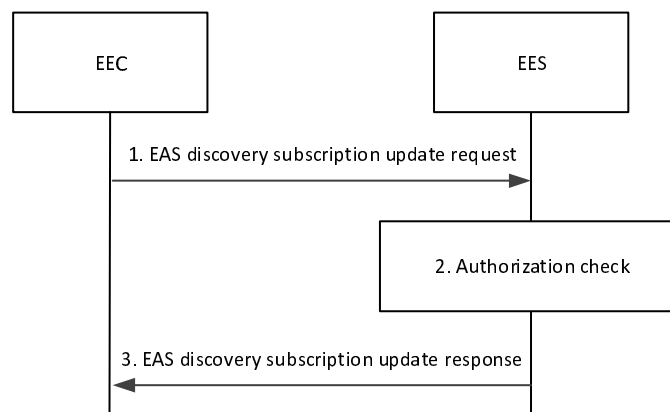 EEC
EES
1. EAS discovery subscription update request
2. Authorization check
3. EAS discovery subscription update response